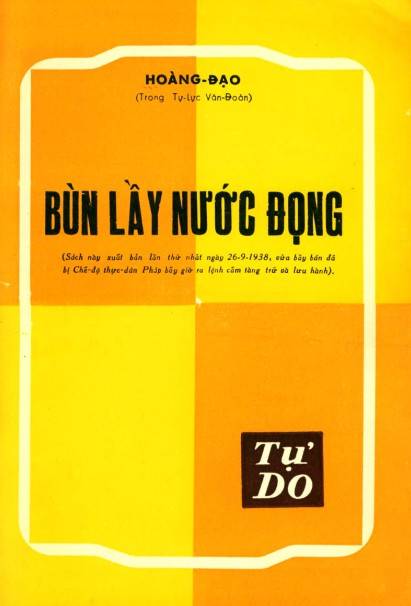 HOÀNG-ĐẠO
(Trong Tự-Lực Văn-Đoàn)
BÙN LẦY NƯỚC ĐỌNG
(Sách này xuất bản lần thứ nhất ngày 26-9-1938, vừa bầy bán đã
bị Chế-độ thực-dân Pháp bấy giờ ra lệnh cấm tàng trữ và lưu hành).
TỰ
DO